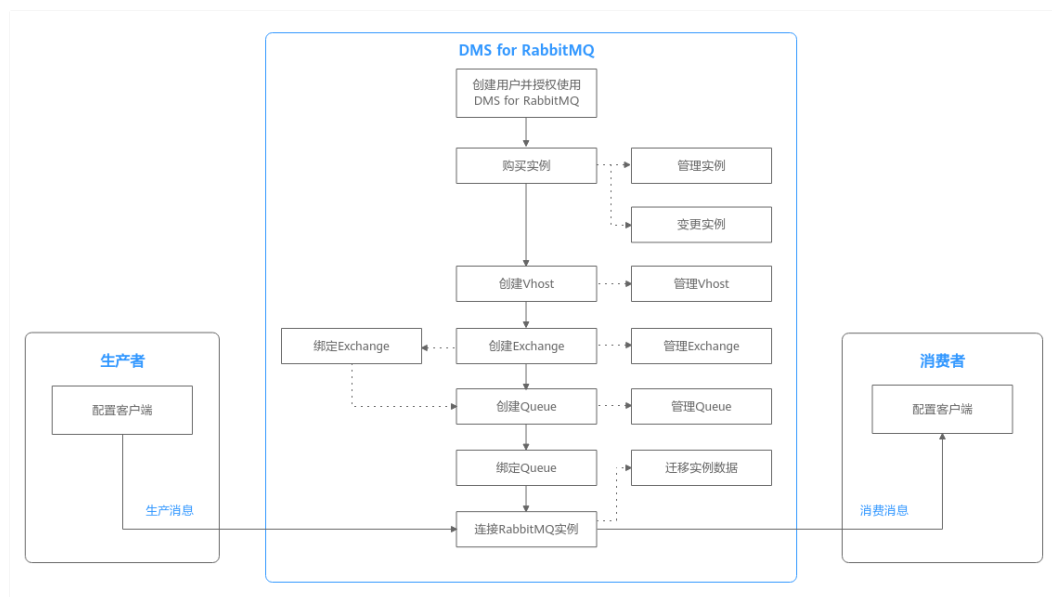 DMS for RabbitMQ
创建用户并授权使用
DMS for RabbitMQ
购买实例
管理实例
变更实例
创建Vhost
管理Vhost
绑定Exchange
创建Exchange
管理Exchange
生产者
消费者
配置客户端
创建Queue
管理Queue
配置客户端
绑定Queue
迁移实例数据
生产消息
消费消息
连接RabbitMQ实例